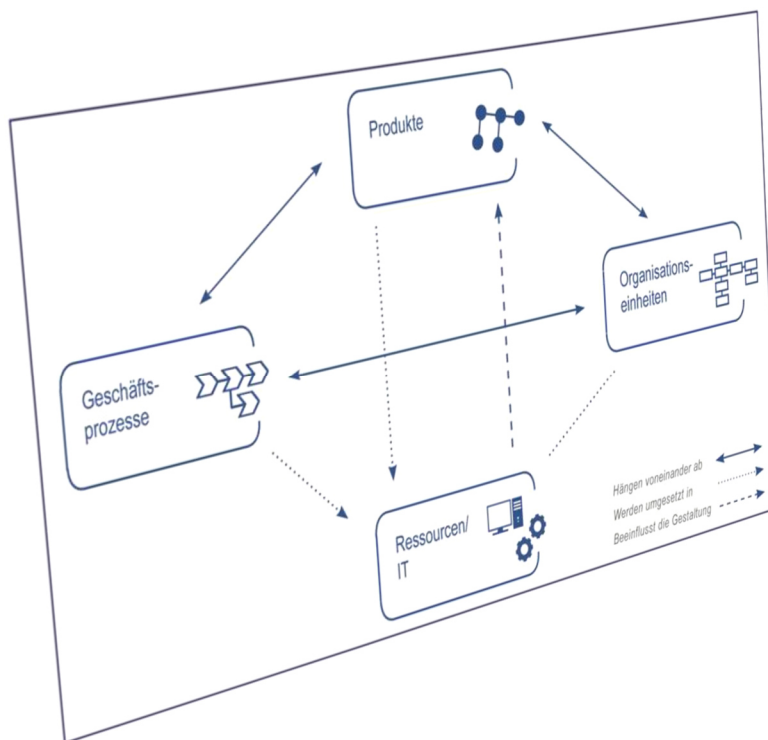 Produkte
Organisations-
einheiten
Geschäfts-
prozesse
Ressourcen/
IT
Hängen voneinander ab
Werden umgesetzt in
Beeinflusst die Gestaltung